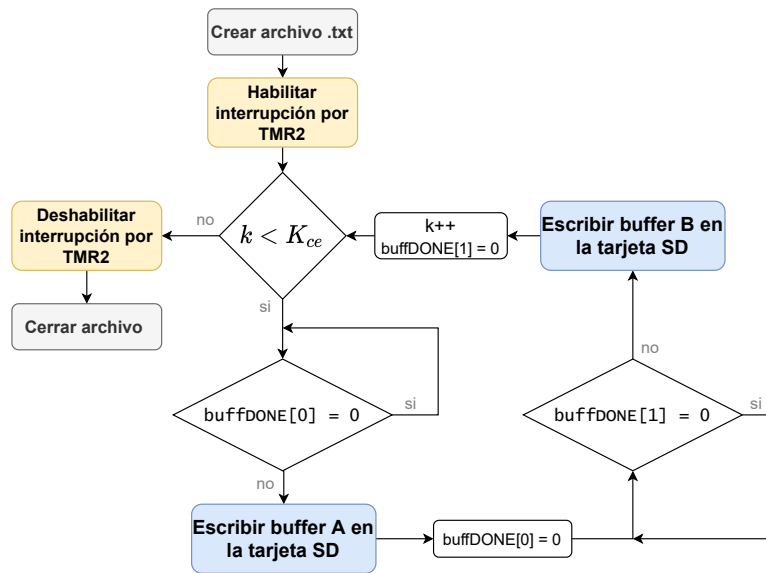 Crear archivo .txt
Habilitar
interrupción por
TMR2
Deshabilitar
interrupción por
TMR2
no
k < K_ce
k++
buffDONE[1] = 0
Escribir buffer B en
la tarjeta SD
Cerrar archivo
si
no
buffDONE[0] = 0
si
buffDONE[1] = 0
si
no
Escribir buffer A en
la tarjeta SD
buffDONE[0] = 0